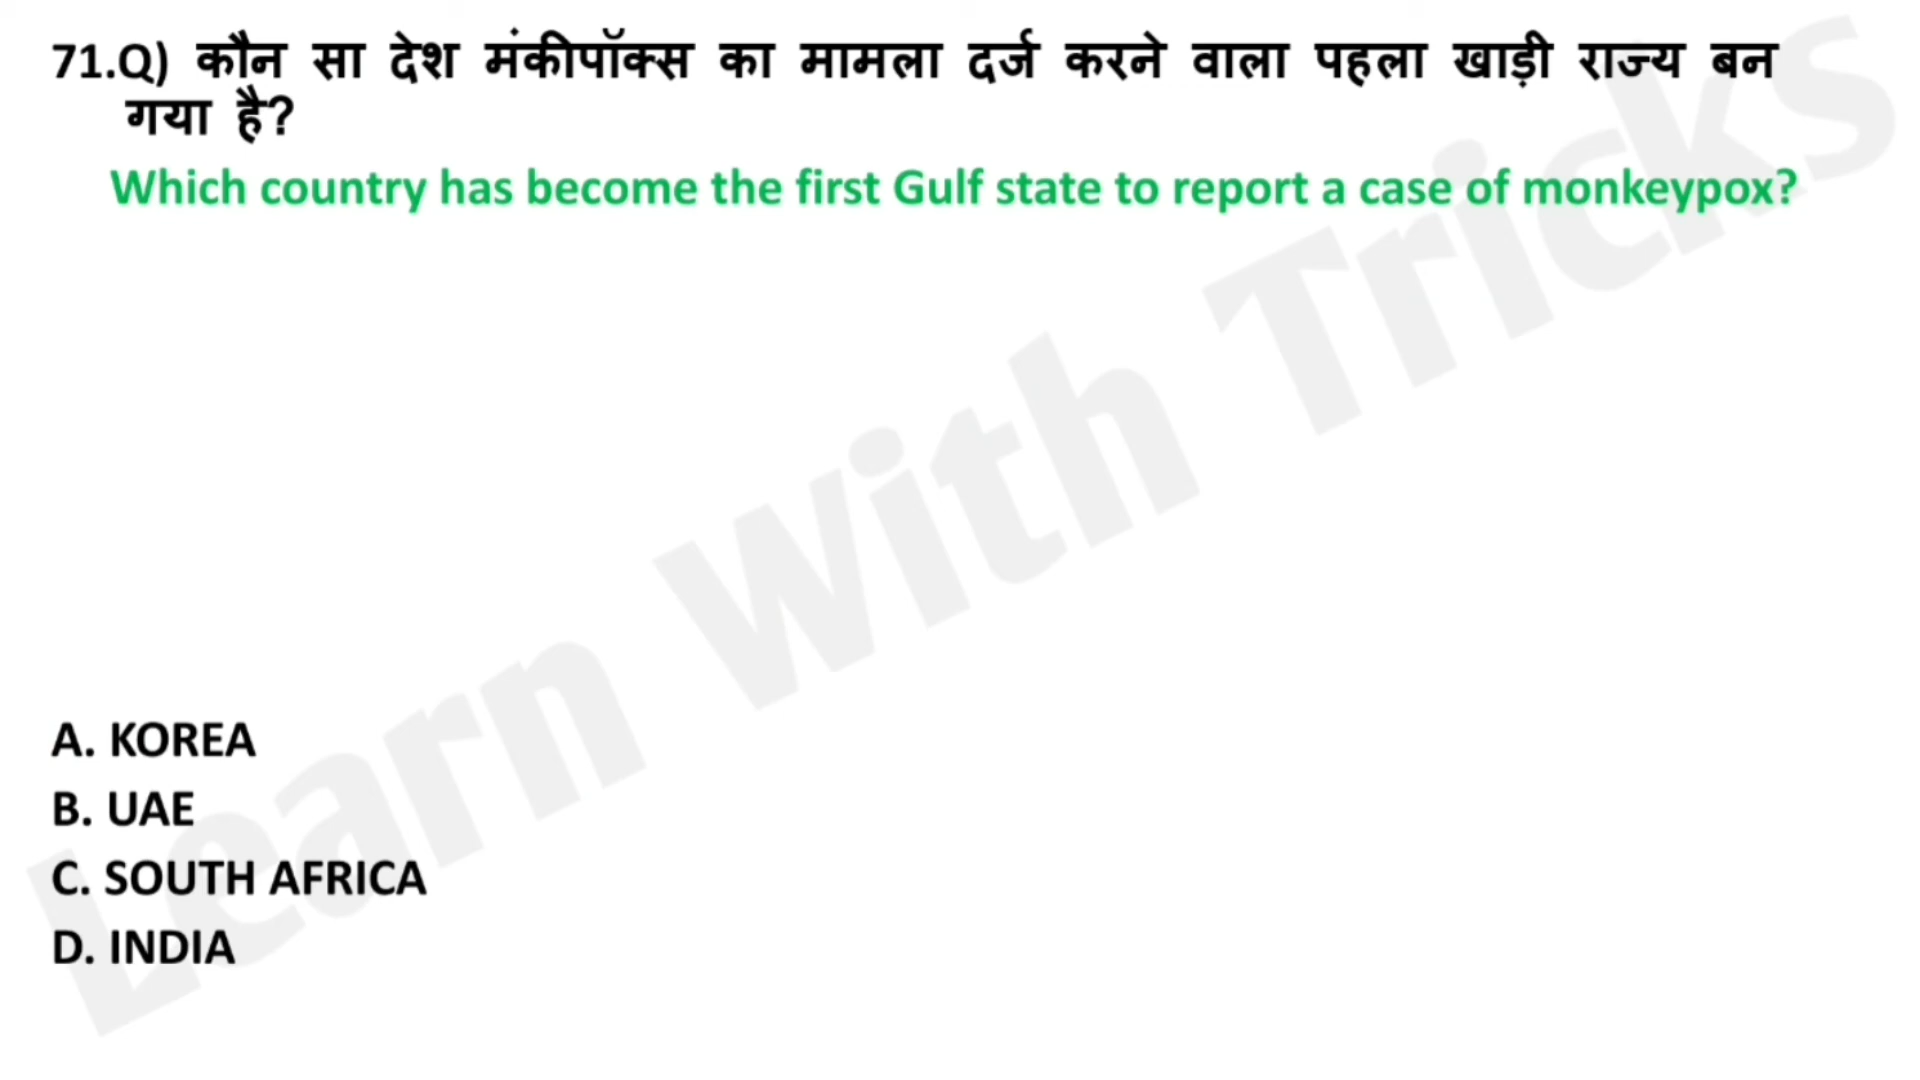 71.Q) कौन सा देश मंकीपॉक्स का मामला दर्ज करने वाला पहला खाड़ी राज्य बन
गया है?
Which country has become the first Gulf state to report a case of monkeypox?
Learn With Tricks
A. KOREA
B. UAE
C. SOUTH AFRICA
D. INDIA